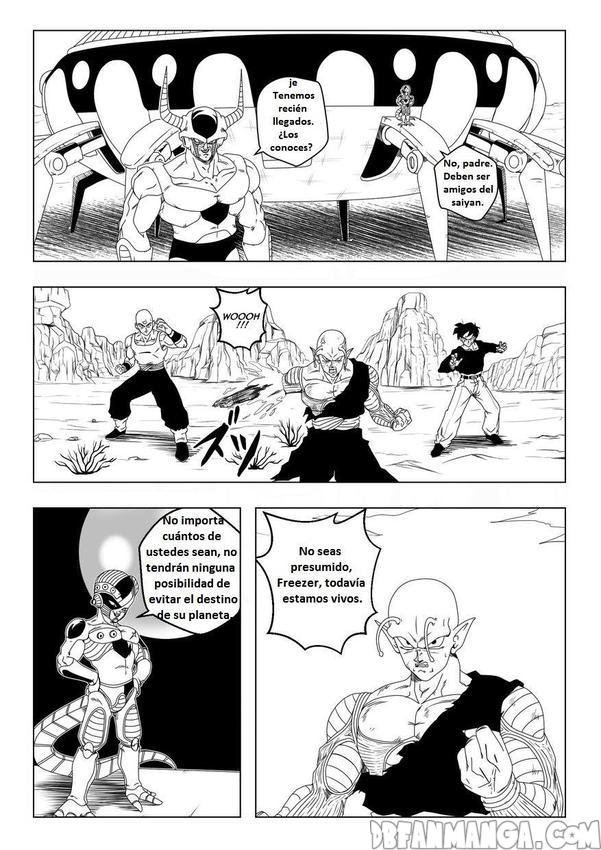 je
Tenemos
recién
llegados.
¿Los
conoces?
No, padre.
Deben ser
amigos del
saiyan.
WOOOH
!!!
ズズッ
No importa
cuántos de
ustedes sean, no
tendrán ninguna
posibilidad de
evitar el destino
de su planeta.
No seas
presumido,
Freezer, todavía
estamos vivos.
DBFANMANGA.COM